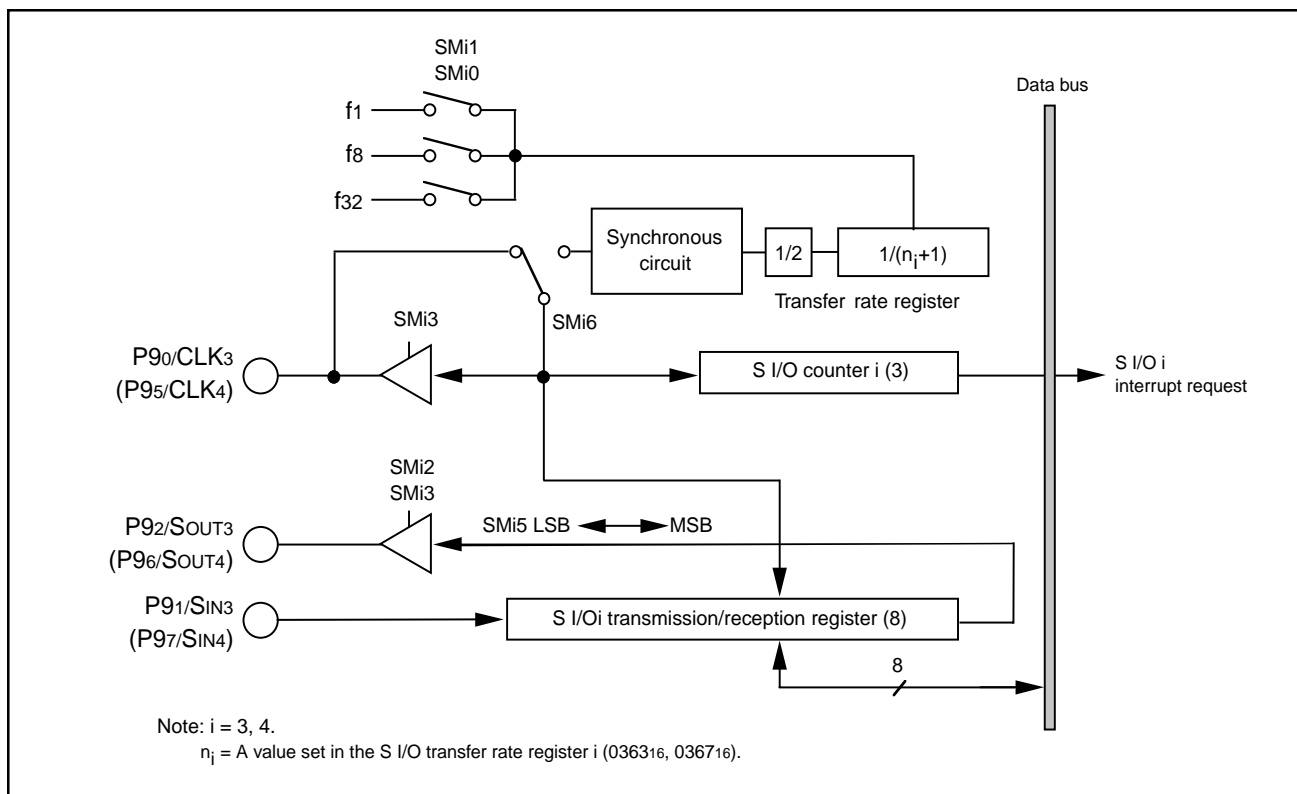 SMi1
SMi0
Data bus
f1
f8
f32
Synchronous
circuit
1/2
1/(ni+1)
Transfer rate register
SMi6
SMi3
P90/CLK3
(P95/CLK4)
S I/O counter i (3)
S I/O i
interrupt request
SMi2
SMi3
P92/SOUT3
(P96/SOUT4)
SMi5 LSB
MSB
P91/SIN3
(P97/SIN4)
S I/Oi transmission/reception register (8)
8
Note: i = 3, 4.
ni = A value set in the S I/O transfer rate register i (036316, 036716).